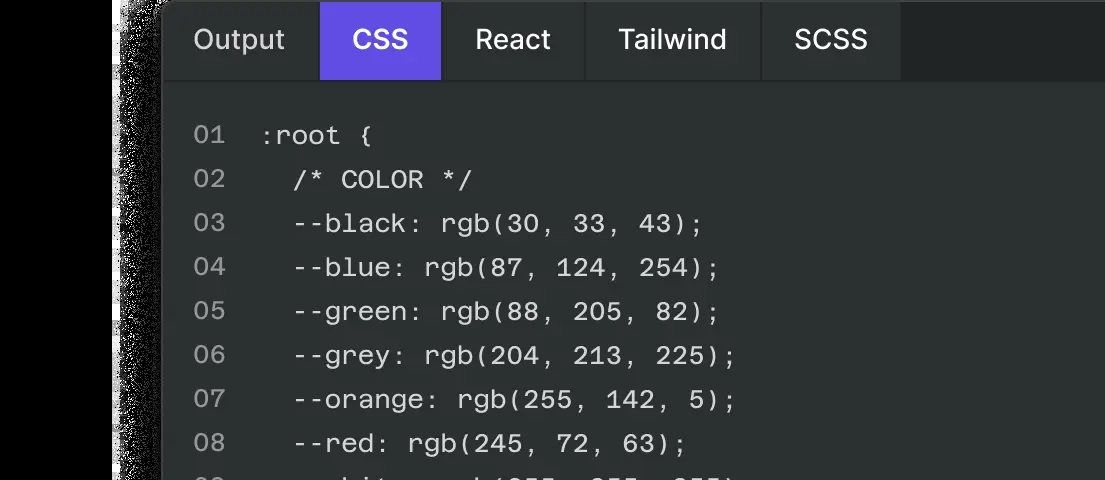 Output CSS React Tailwind SCSS
01 :root {
02 /* COLOR */
03 --black: rgb(30, 33, 43);
04 --blue: rgb(87, 124, 254);
05 --green: rgb(88, 205, 82);
06 --grey: rgb(204, 213, 225);
07 --orange: rgb(255, 142, 5);
08 --red: rgb(245, 72, 63);